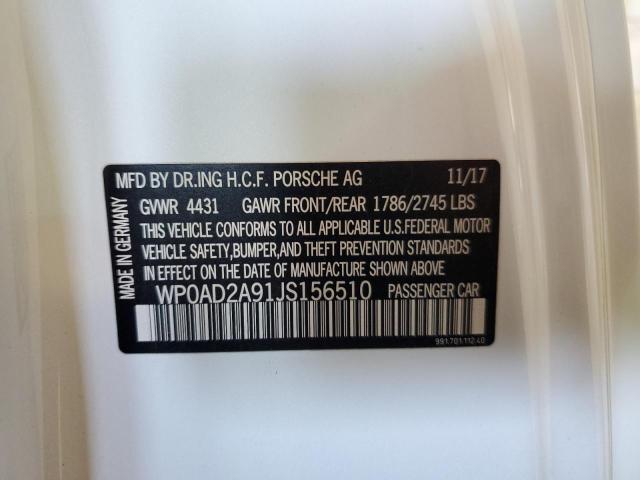 MFD BY DR.ING H.C.F. PORSCHE AG 11/17
GVWR 4431 GAWR FRONT/REAR 1786/2745 LBS
THIS VEHICLE CONFORMS TO ALL APPLICABLE U.S.FEDERAL MOTOR
VEHICLE SAFETY,BUMPER,AND THEFT PREVENTION STANDARDS
IN EFFECT ON THE DATE OF MANUFACTURE SHOWN ABOVE.
WP0AD2A91JS156510 PASSENGER CAR
MADE IN GERMANY
991.701.112.40